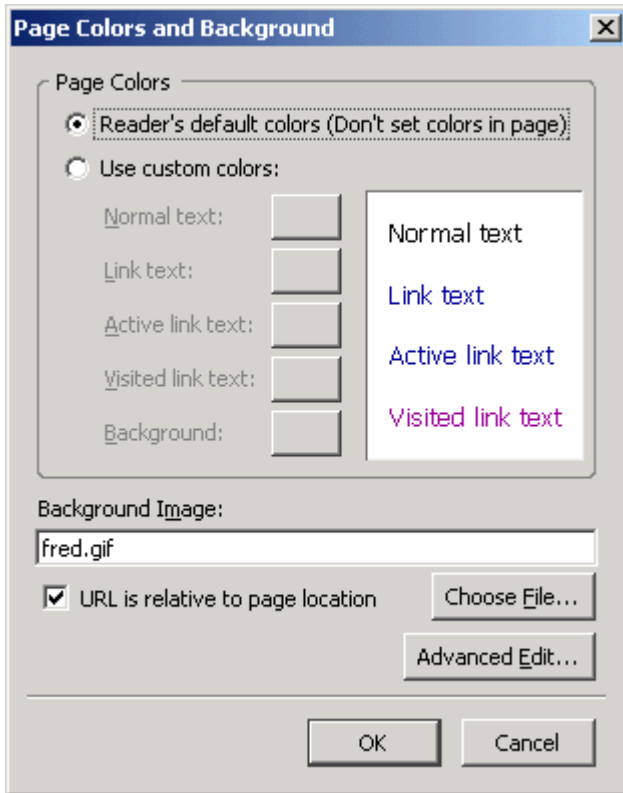 Page Colors and Background
Page Colors
Reader's default colors (Don't set colors in page)
Use custom colors:
Normal text:
Link text:
Active link text:
Visited link text:
Background:
Normal text
Link text
Active link text
Visited link text
Background Image:
fred.gif
URL is relative to page location
Choose File...
Advanced Edit...
OK
Cancel